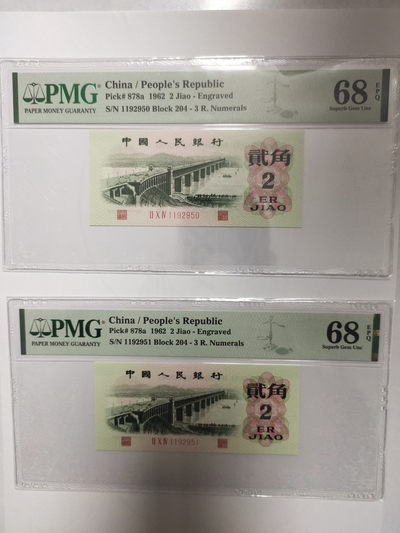 PMG
PAPER MONEY GUARANTY
China / People's Republic
Pick# 878a 1962 2 Jiao - Engraved
S/N 1192950 Block 204 - 3 R. Numerals
68 EPQ
Superb Gem Unc
中國人民銀行
貳角
2
ER
JIAO
II X IV 1192950
PMG
PAPER MONEY GUARANTY
China / People's Republic
Pick# 878a 1962 2 Jiao - Engraved
S/N 1192951 Block 204 - 3 R. Numerals
68 EPQ
Superb Gem Unc
中國人民銀行
貳角
2
ER
JIAO
II X IV 1192951